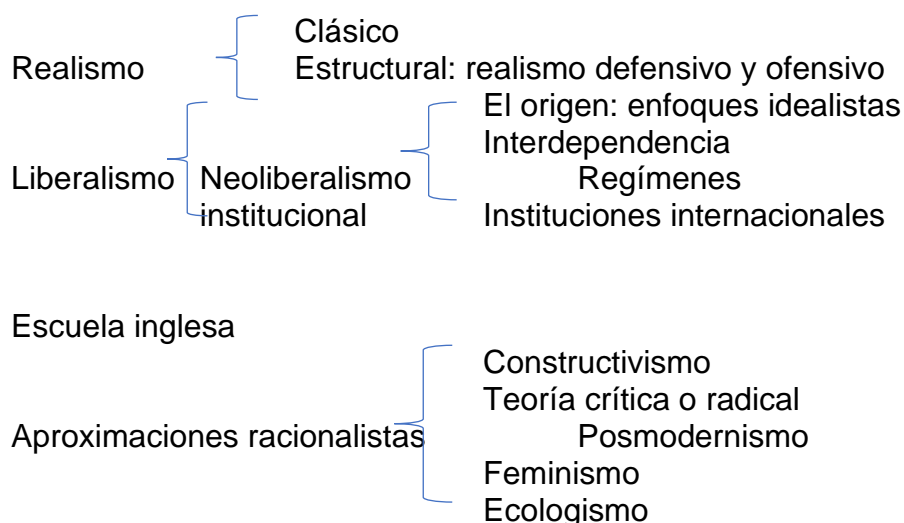 Clásico
Realismo Estructural: realismo defensivo y ofensivo
El origen: enfoques idealistas
Interdependencia
Liberalismo Neoliberalismo Regímenes
institucional Instituciones internacionales
Escuela inglesa
Constructivismo
Teoría crítica o radical
Aproximaciones racionalistas Posmodernismo
Feminismo
Ecologismo